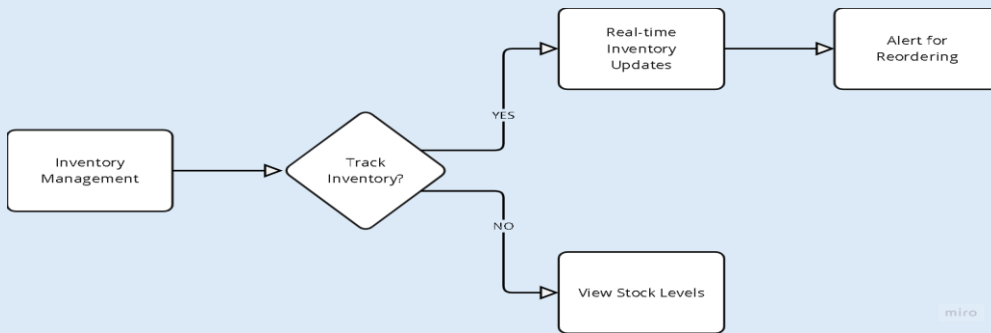 Inventory
Management
Track
Inventory?
YES
Real-time
Inventory
Updates
Alert for
Reordering
NO
View Stock Levels
miro